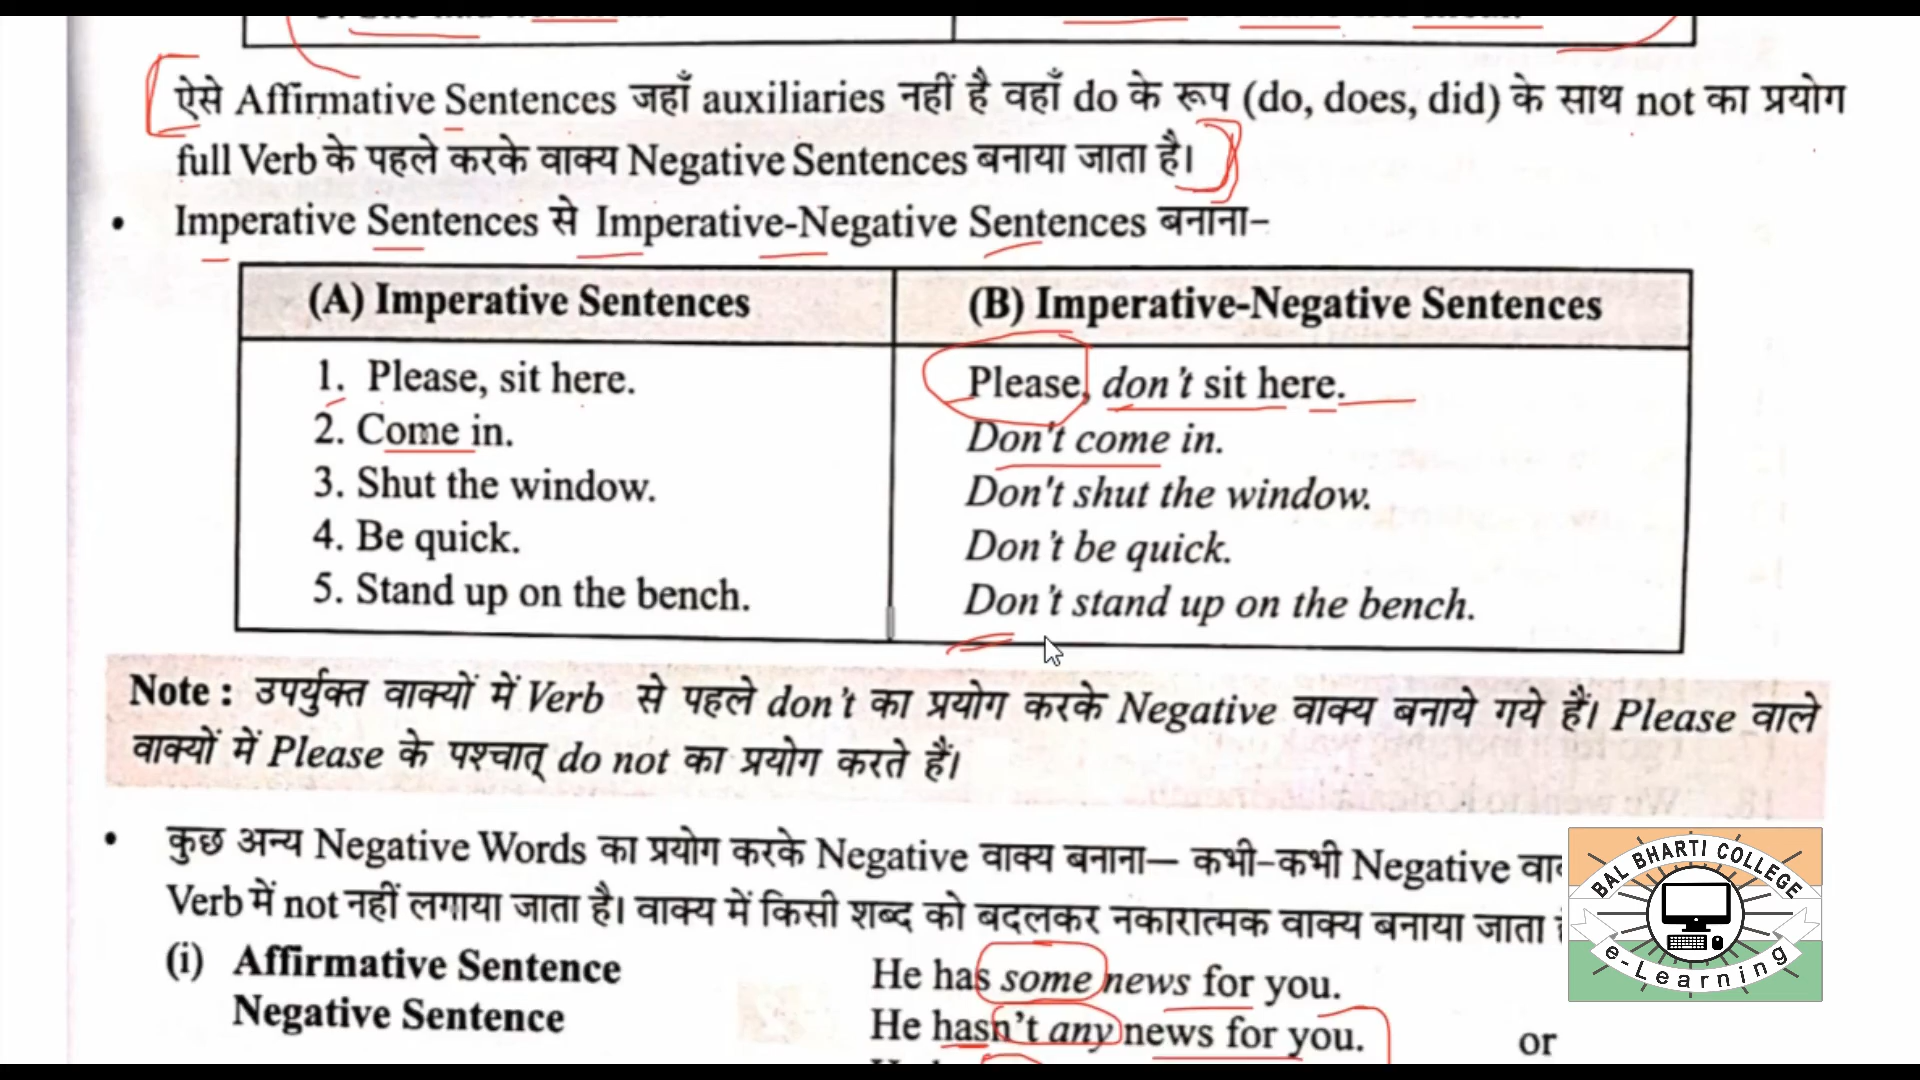 ऐसे Affirmative Sentences जहाँ auxiliaries नहीं है वहाँ do के रूप (do, does, did) के साथ not का प्रयोग
full Verb के पहले करके वाक्य Negative Sentences बनाया जाता है।
• Imperative Sentences से Imperative-Negative Sentences बनाना–
(A) Imperative Sentences (B) Imperative-Negative Sentences
1. Please, sit here. Please, don't sit here.
2. Come in. Don't come in.
3. Shut the window. Don't shut the window.
4. Be quick. Don't be quick.
5. Stand up on the bench. Don't stand up on the bench.
Note : उपर्युक्त वाक्यों में Verb से पहले don't का प्रयोग करके Negative वाक्य बनाये गये हैं। Please वाले
वाक्यों में Please के पश्चात् do not का प्रयोग करते हैं।
• कुछ अन्य Negative Words का प्रयोग करके Negative वाक्य बनाना— कभी-कभी Negative
Verb में not नहीं लगाया जाता है। वाक्य में किसी शब्द को बदलकर नकारात्मक वाक्य बनाया जाता
(i) Affirmative Sentence He has some news for you.
Negative Sentence He hasn't any news for you. or
BAL BHARTI COLLEGE
e-Learning